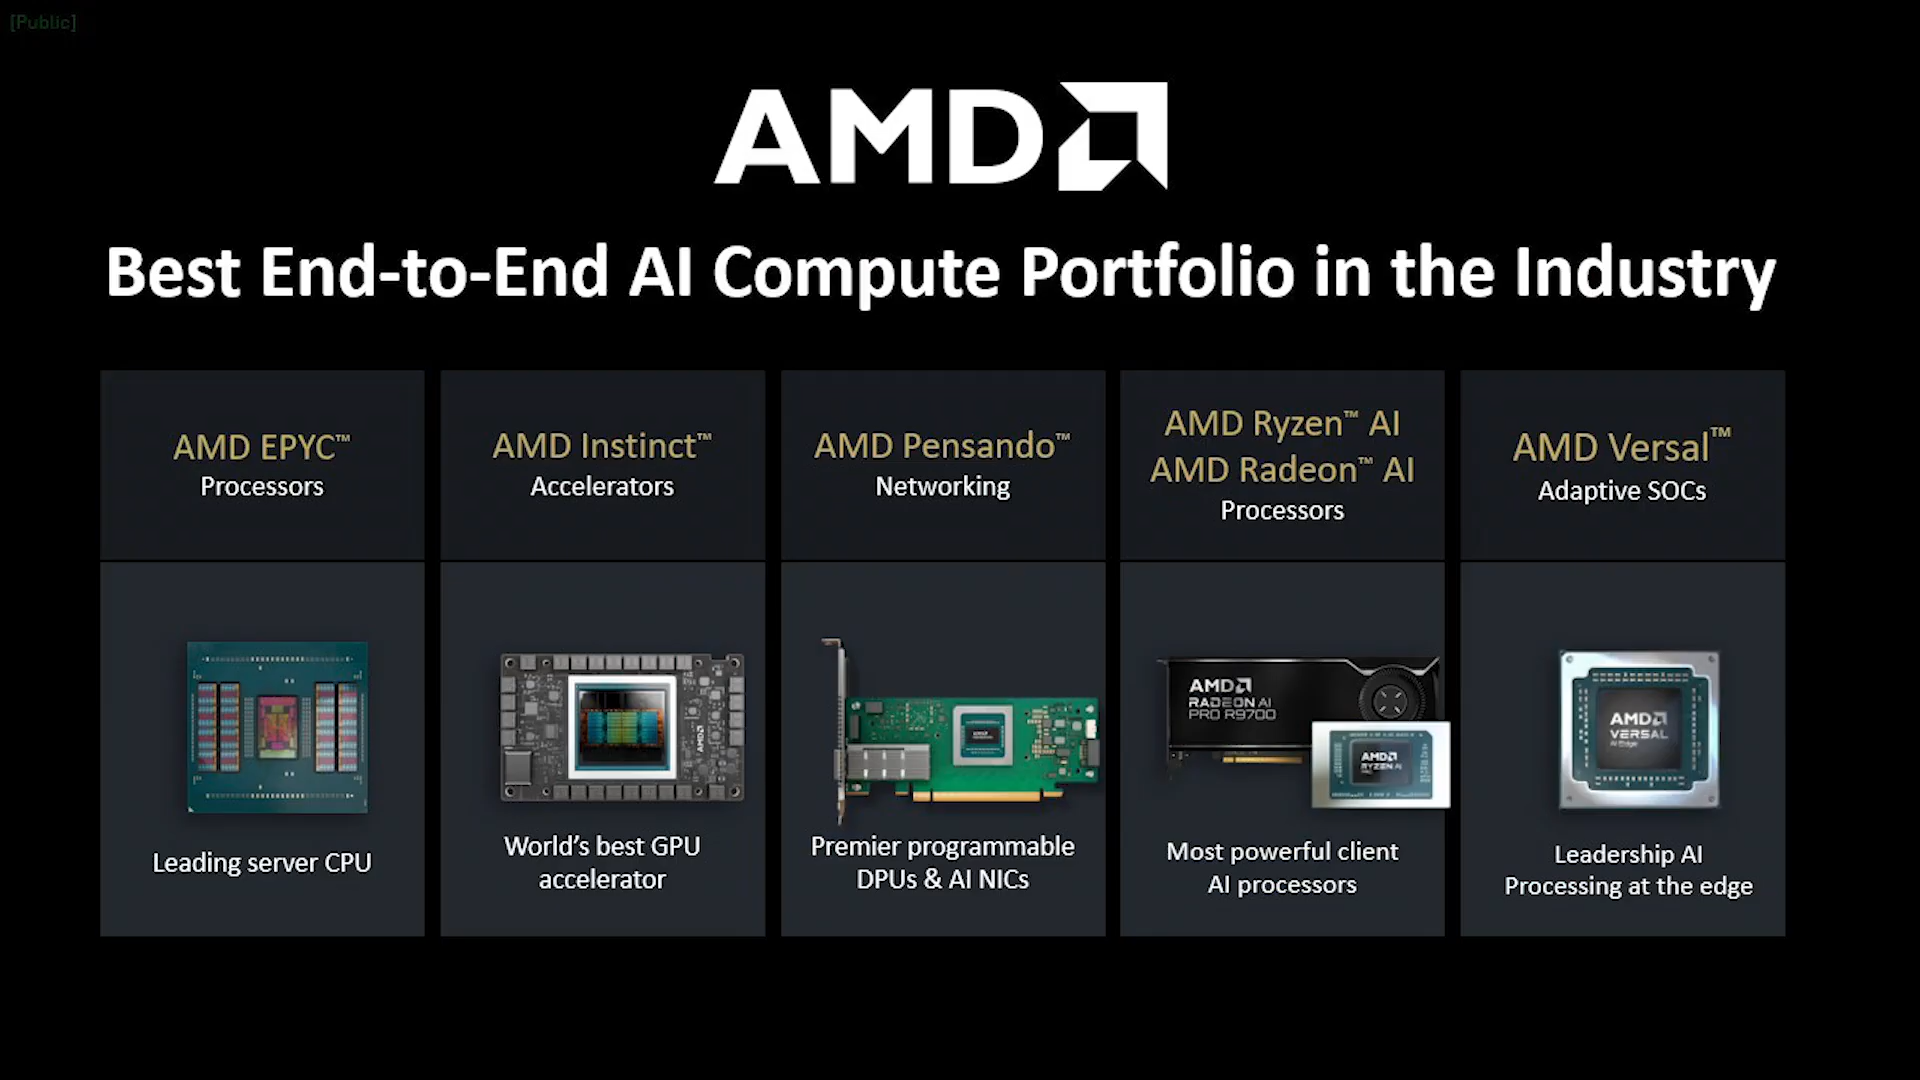 [Public]
AMD
Best End-to-End AI Compute Portfolio in the Industry
AMD EPYC™
Processors
Leading server CPU
AMD Instinct™
Accelerators
AMD
World's best GPU
accelerator
AMD Pensando™
Networking
Premier programmable
DPUs & AI NICs
AMD Ryzen™ AI
AMD Radeon™ AI
Processors
AMD
RADEON AI
PRO R9700
AMD
RYZEN AI
Most powerful client
AI processors
AMD Versal™
Adaptive SOCs
AMD
VERSAL
AI Edge
Leadership AI
Processing at the edge